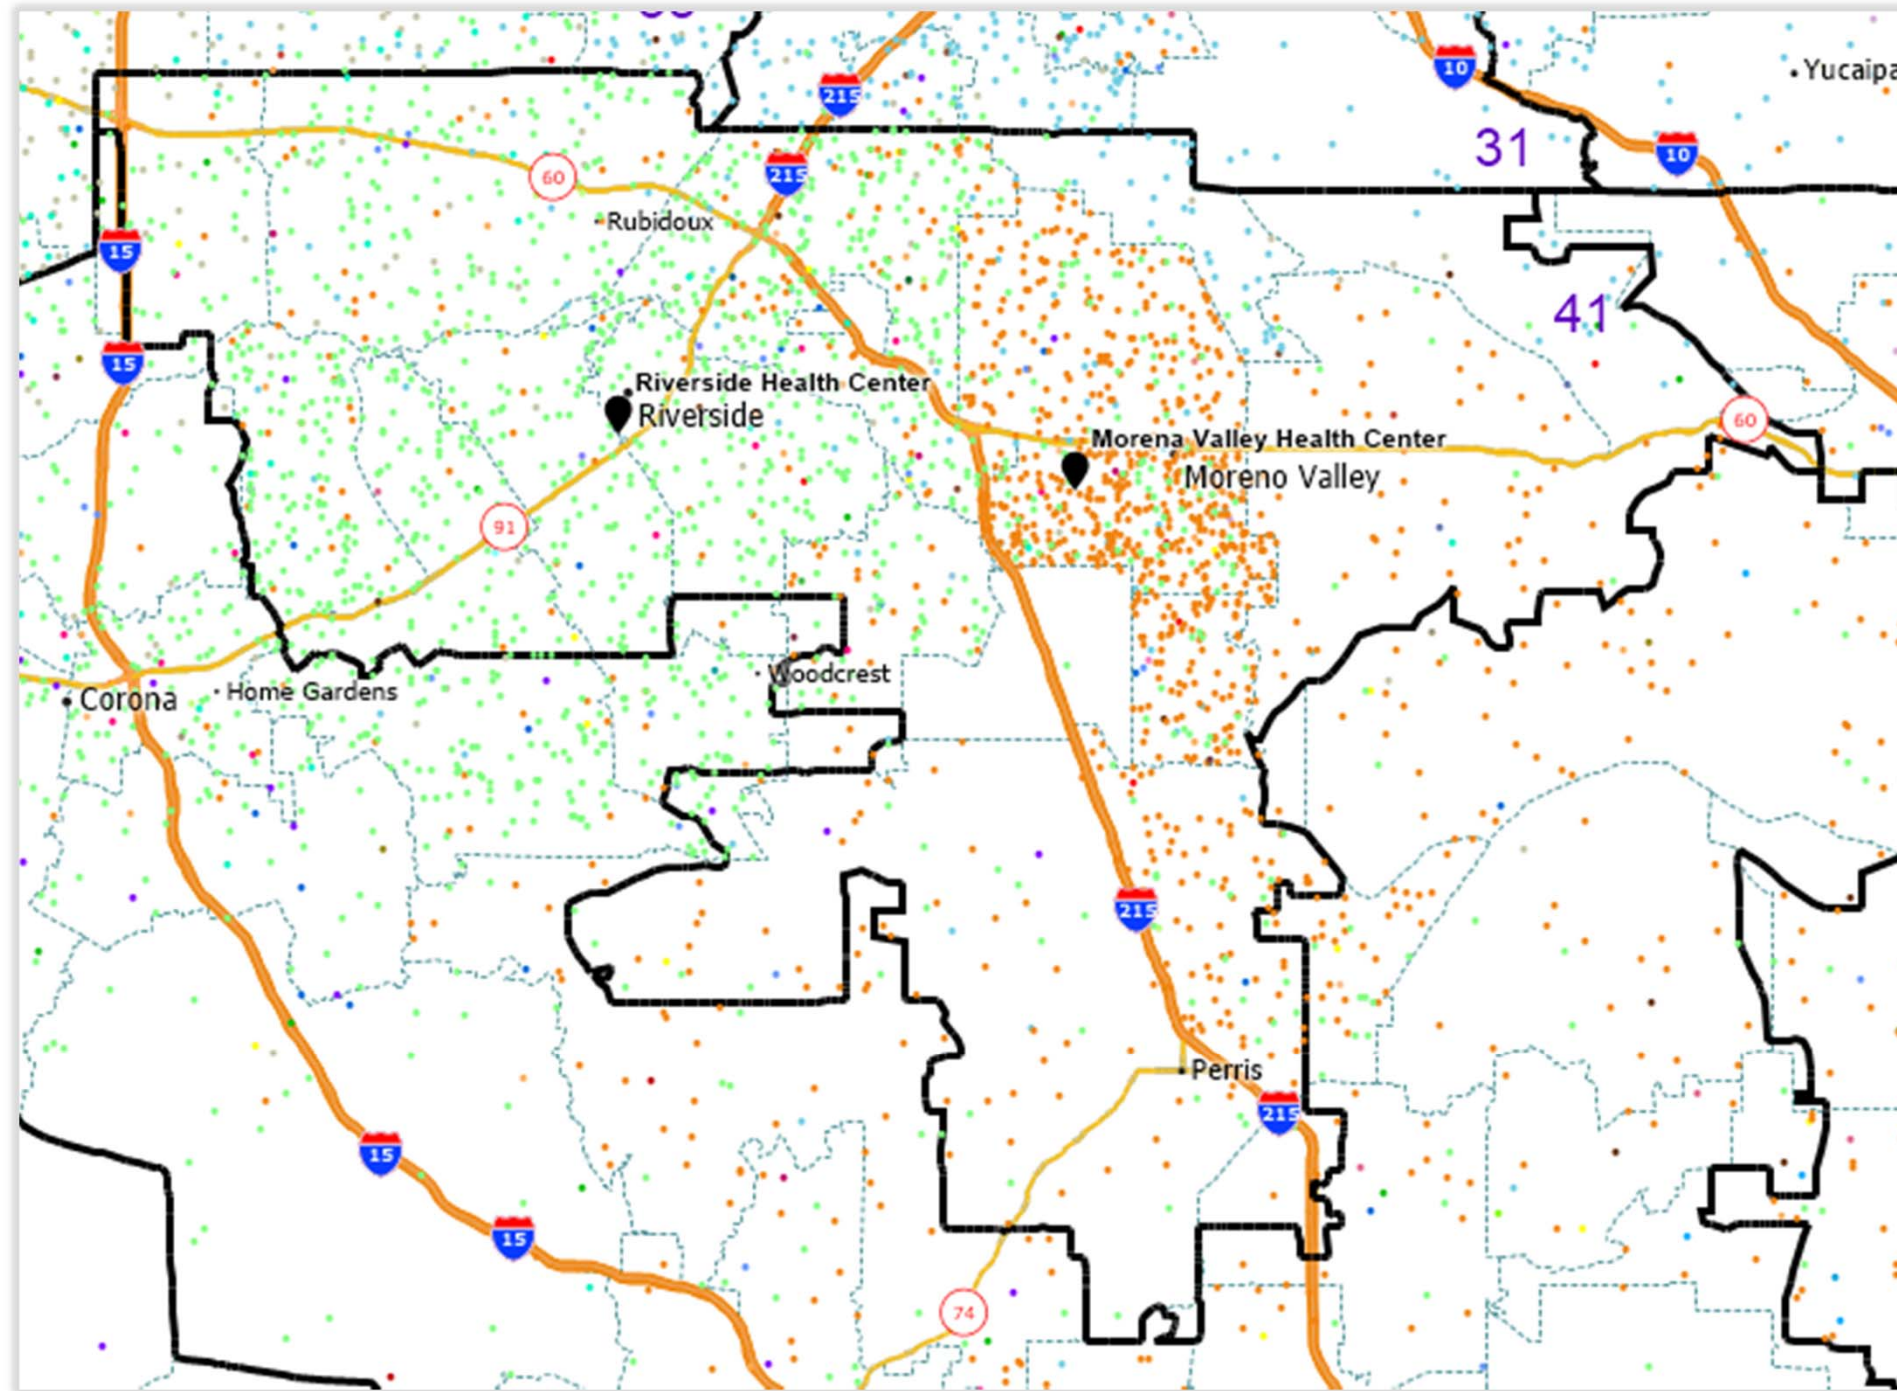 215
10
Yucaipa
31
10
215
60
Rubidoux
15
41
15
Riverside Health Center
Riverside
60
Morena Valley Health Center
Moreno Valley
91
Woodcrest
Corona
Home Gardens
215
Perris
215
15
15
74